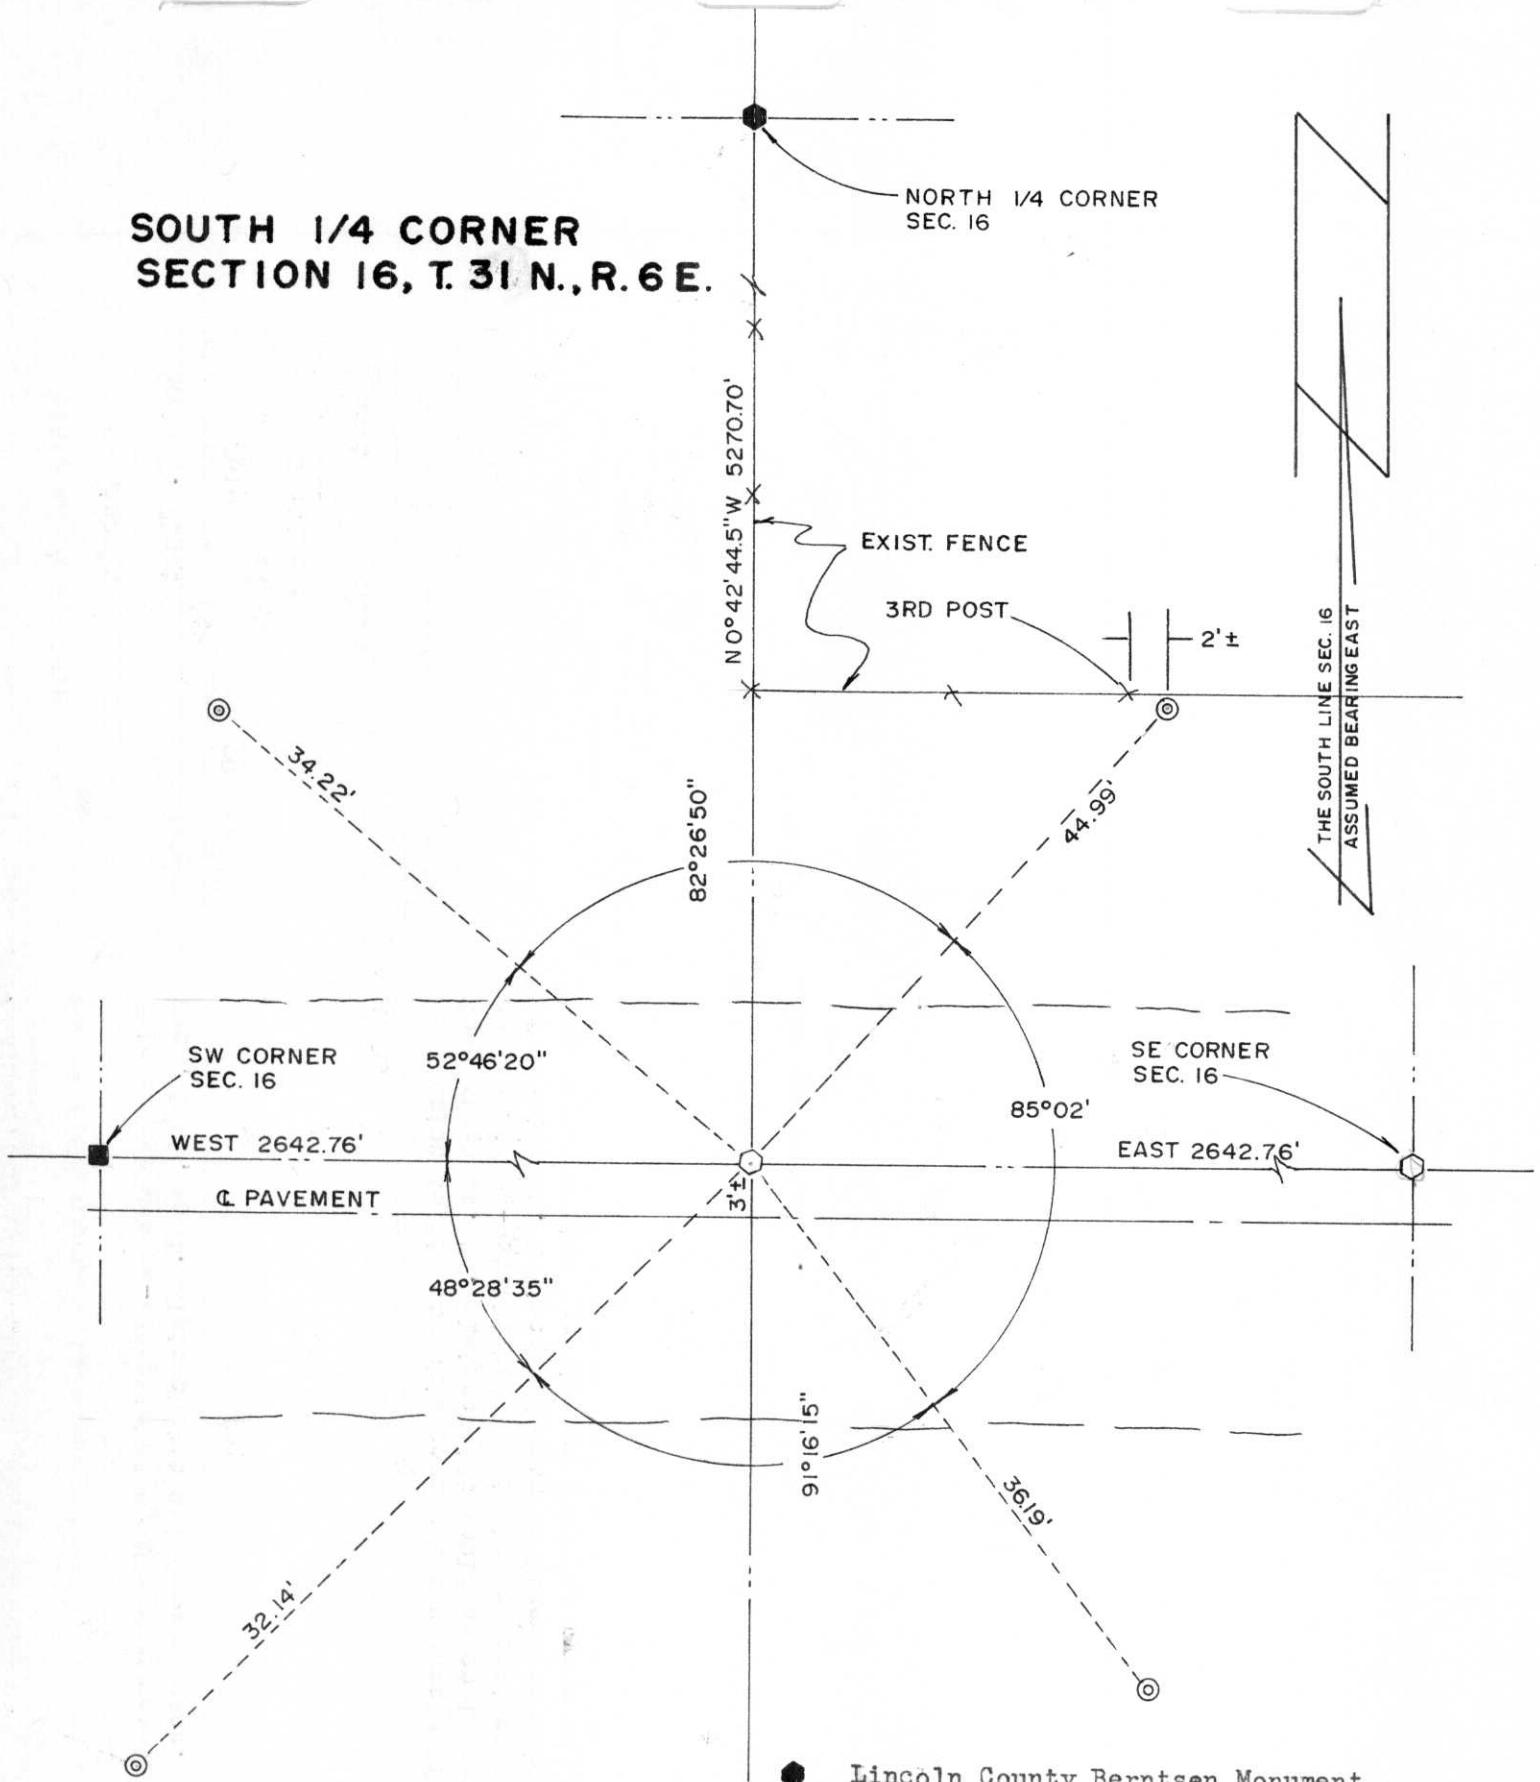 NORTH 1/4 CORNER
SEC. 16
SOUTH 1/4 CORNER
SECTION 16, T. 31 N., R. 6 E.
N 0° 42' 44.5" W 5270.70'
EXIST. FENCE
3RD POST
2'±
THE SOUTH LINE SEC. 16
ASSUMED BEARING EAST
34.22'
44.99'
82°26'50"
SW CORNER
SEC. 16
52°46'20"
SE CORNER
SEC. 16
85°02'
WEST 2642.76'
EAST 2642.76'
3'±
℄ PAVEMENT
48°28'35"
91°16'15"
36.19'
32.14'
Lincoln County Berntsen Monument